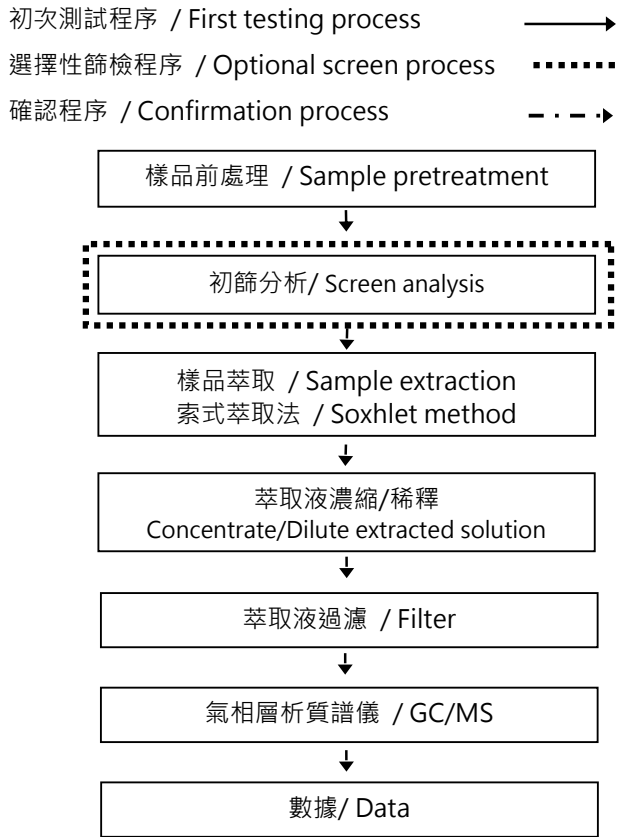 初次測試程序 / First testing process
選擇性篩檢程序 / Optional screen process
確認程序 / Confirmation process
樣品前處理 / Sample pretreatment
初篩分析/ Screen analysis
樣品萃取 / Sample extraction
索式萃取法 / Soxhlet method
萃取液濃縮/稀釋
Concentrate/Dilute extracted solution
萃取液過濾 / Filter
氣相層析質譜儀 / GC/MS
數據/ Data